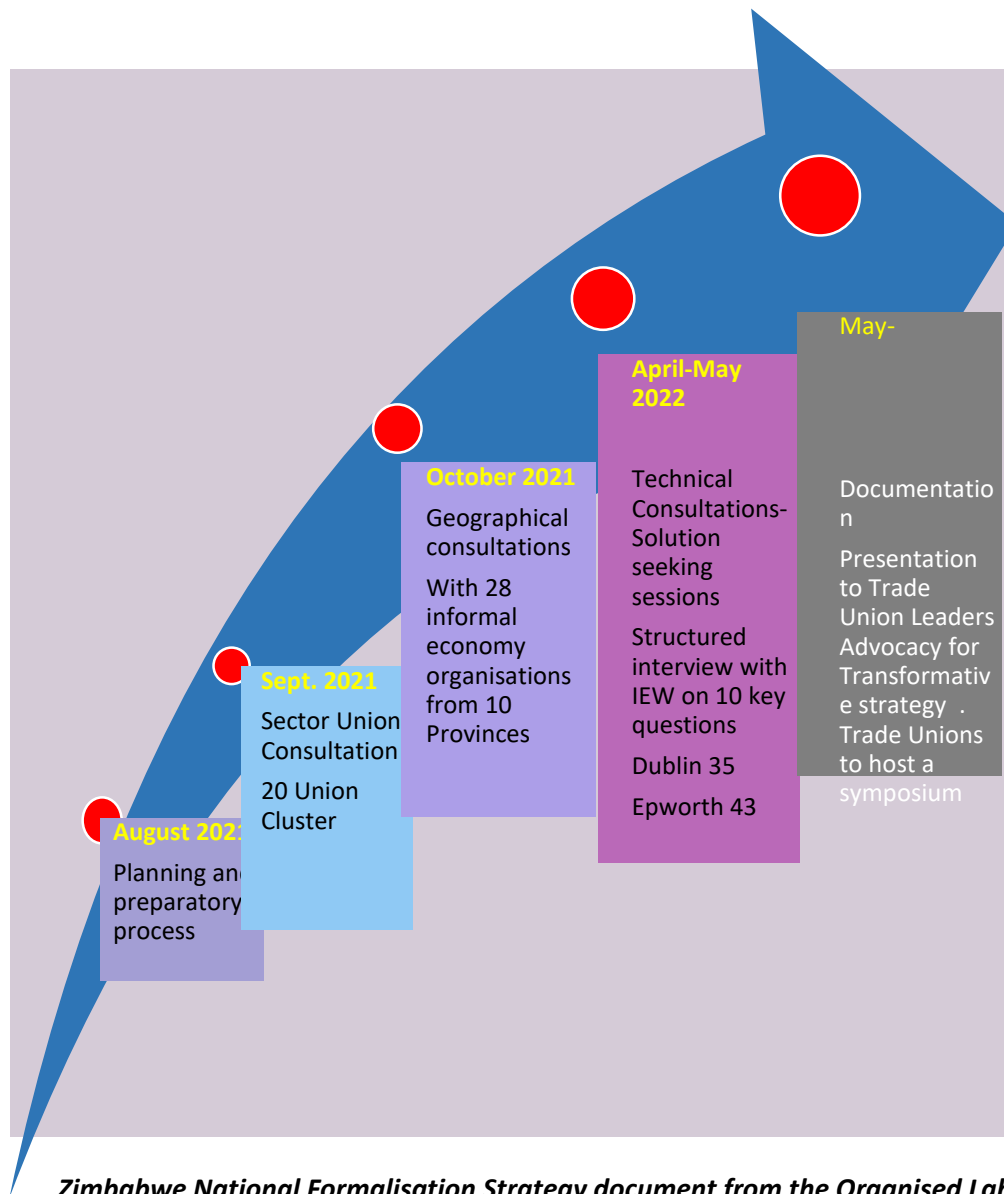 August 2021
Planning and
preparatory
process
Sept. 2021
Sector Union
Consultation
20 Union
Cluster
October 2021
Geographical
consultations
With 28
informal
economy
organisations
from 10
Provinces
April-May
2022
Technical
Consultations-
Solution
seeking
sessions
Structured
interview with
IEW on 10 key
questions
Dublin 35
Epworth 43
May-
Documentatio
n
Presentation
to Trade
Union Leaders
Advocacy for
Transformativ
e strategy .
Trade Unions
to host a
symposium
Zimbabwe National Formalisation Strategy document from the Organised